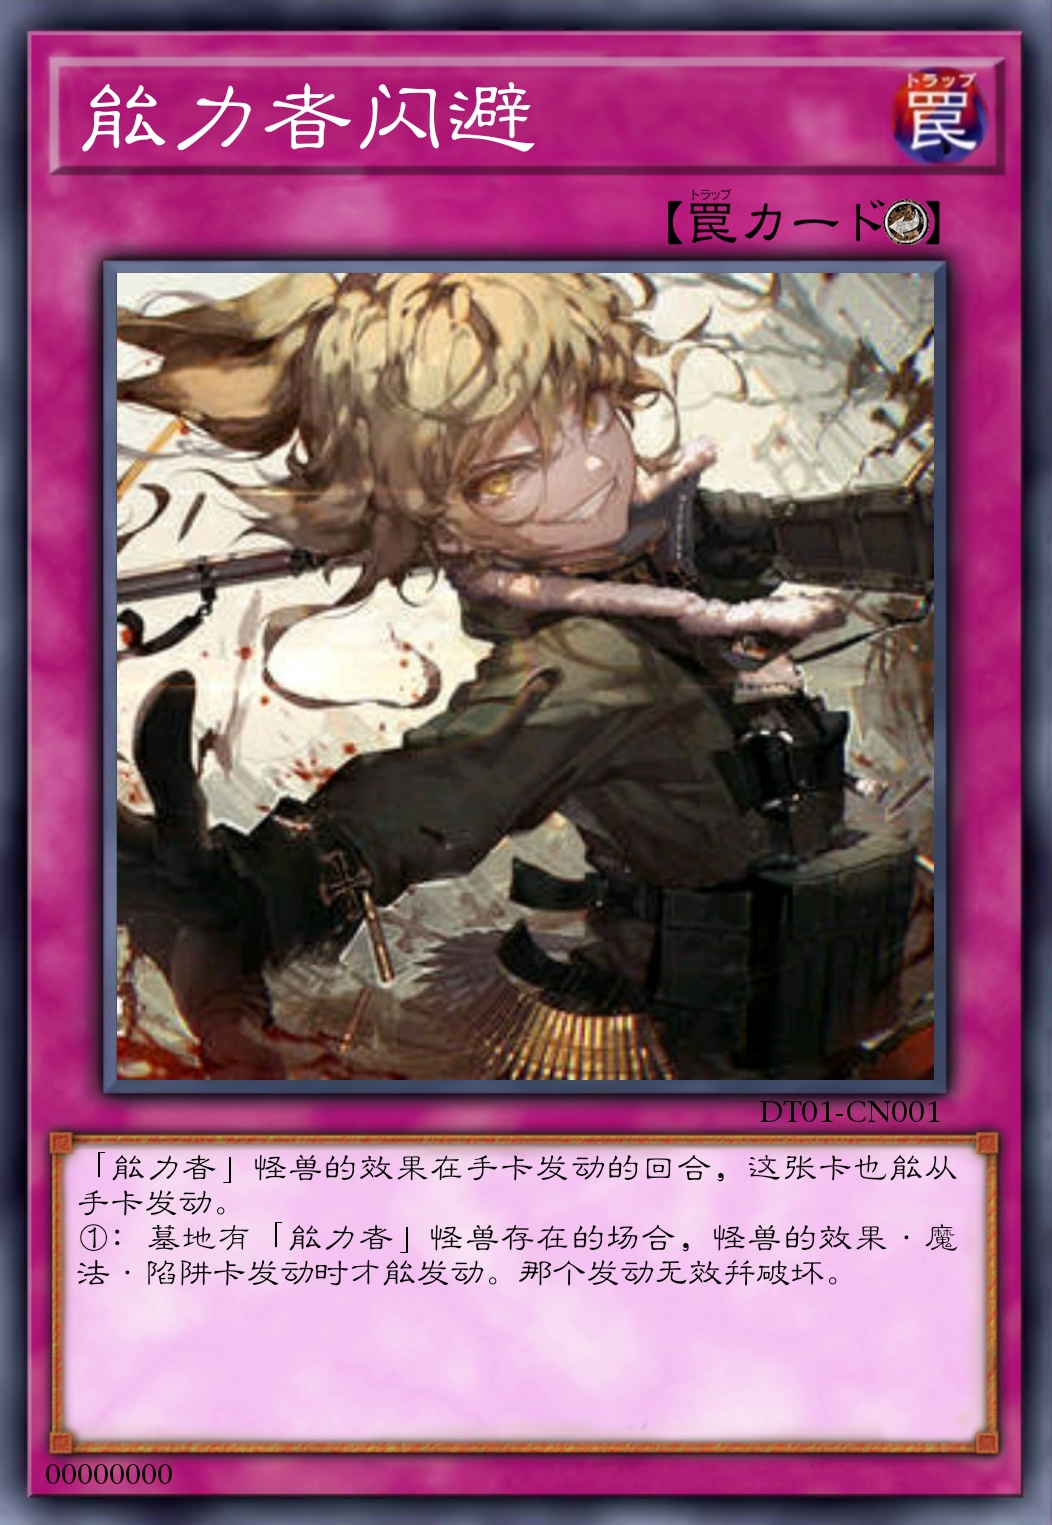 能力者闪避
トラップ
罠
トラップ
【罠カード】
DT01-CN001
「能力者」怪兽的效果在手卡发动的回合，这张卡也能从
手卡发动。
①：墓地有「能力者」怪兽存在的场合，怪兽的效果·魔
法·陷阱卡发动时才能发动。那个发动无效并破坏。
00000000